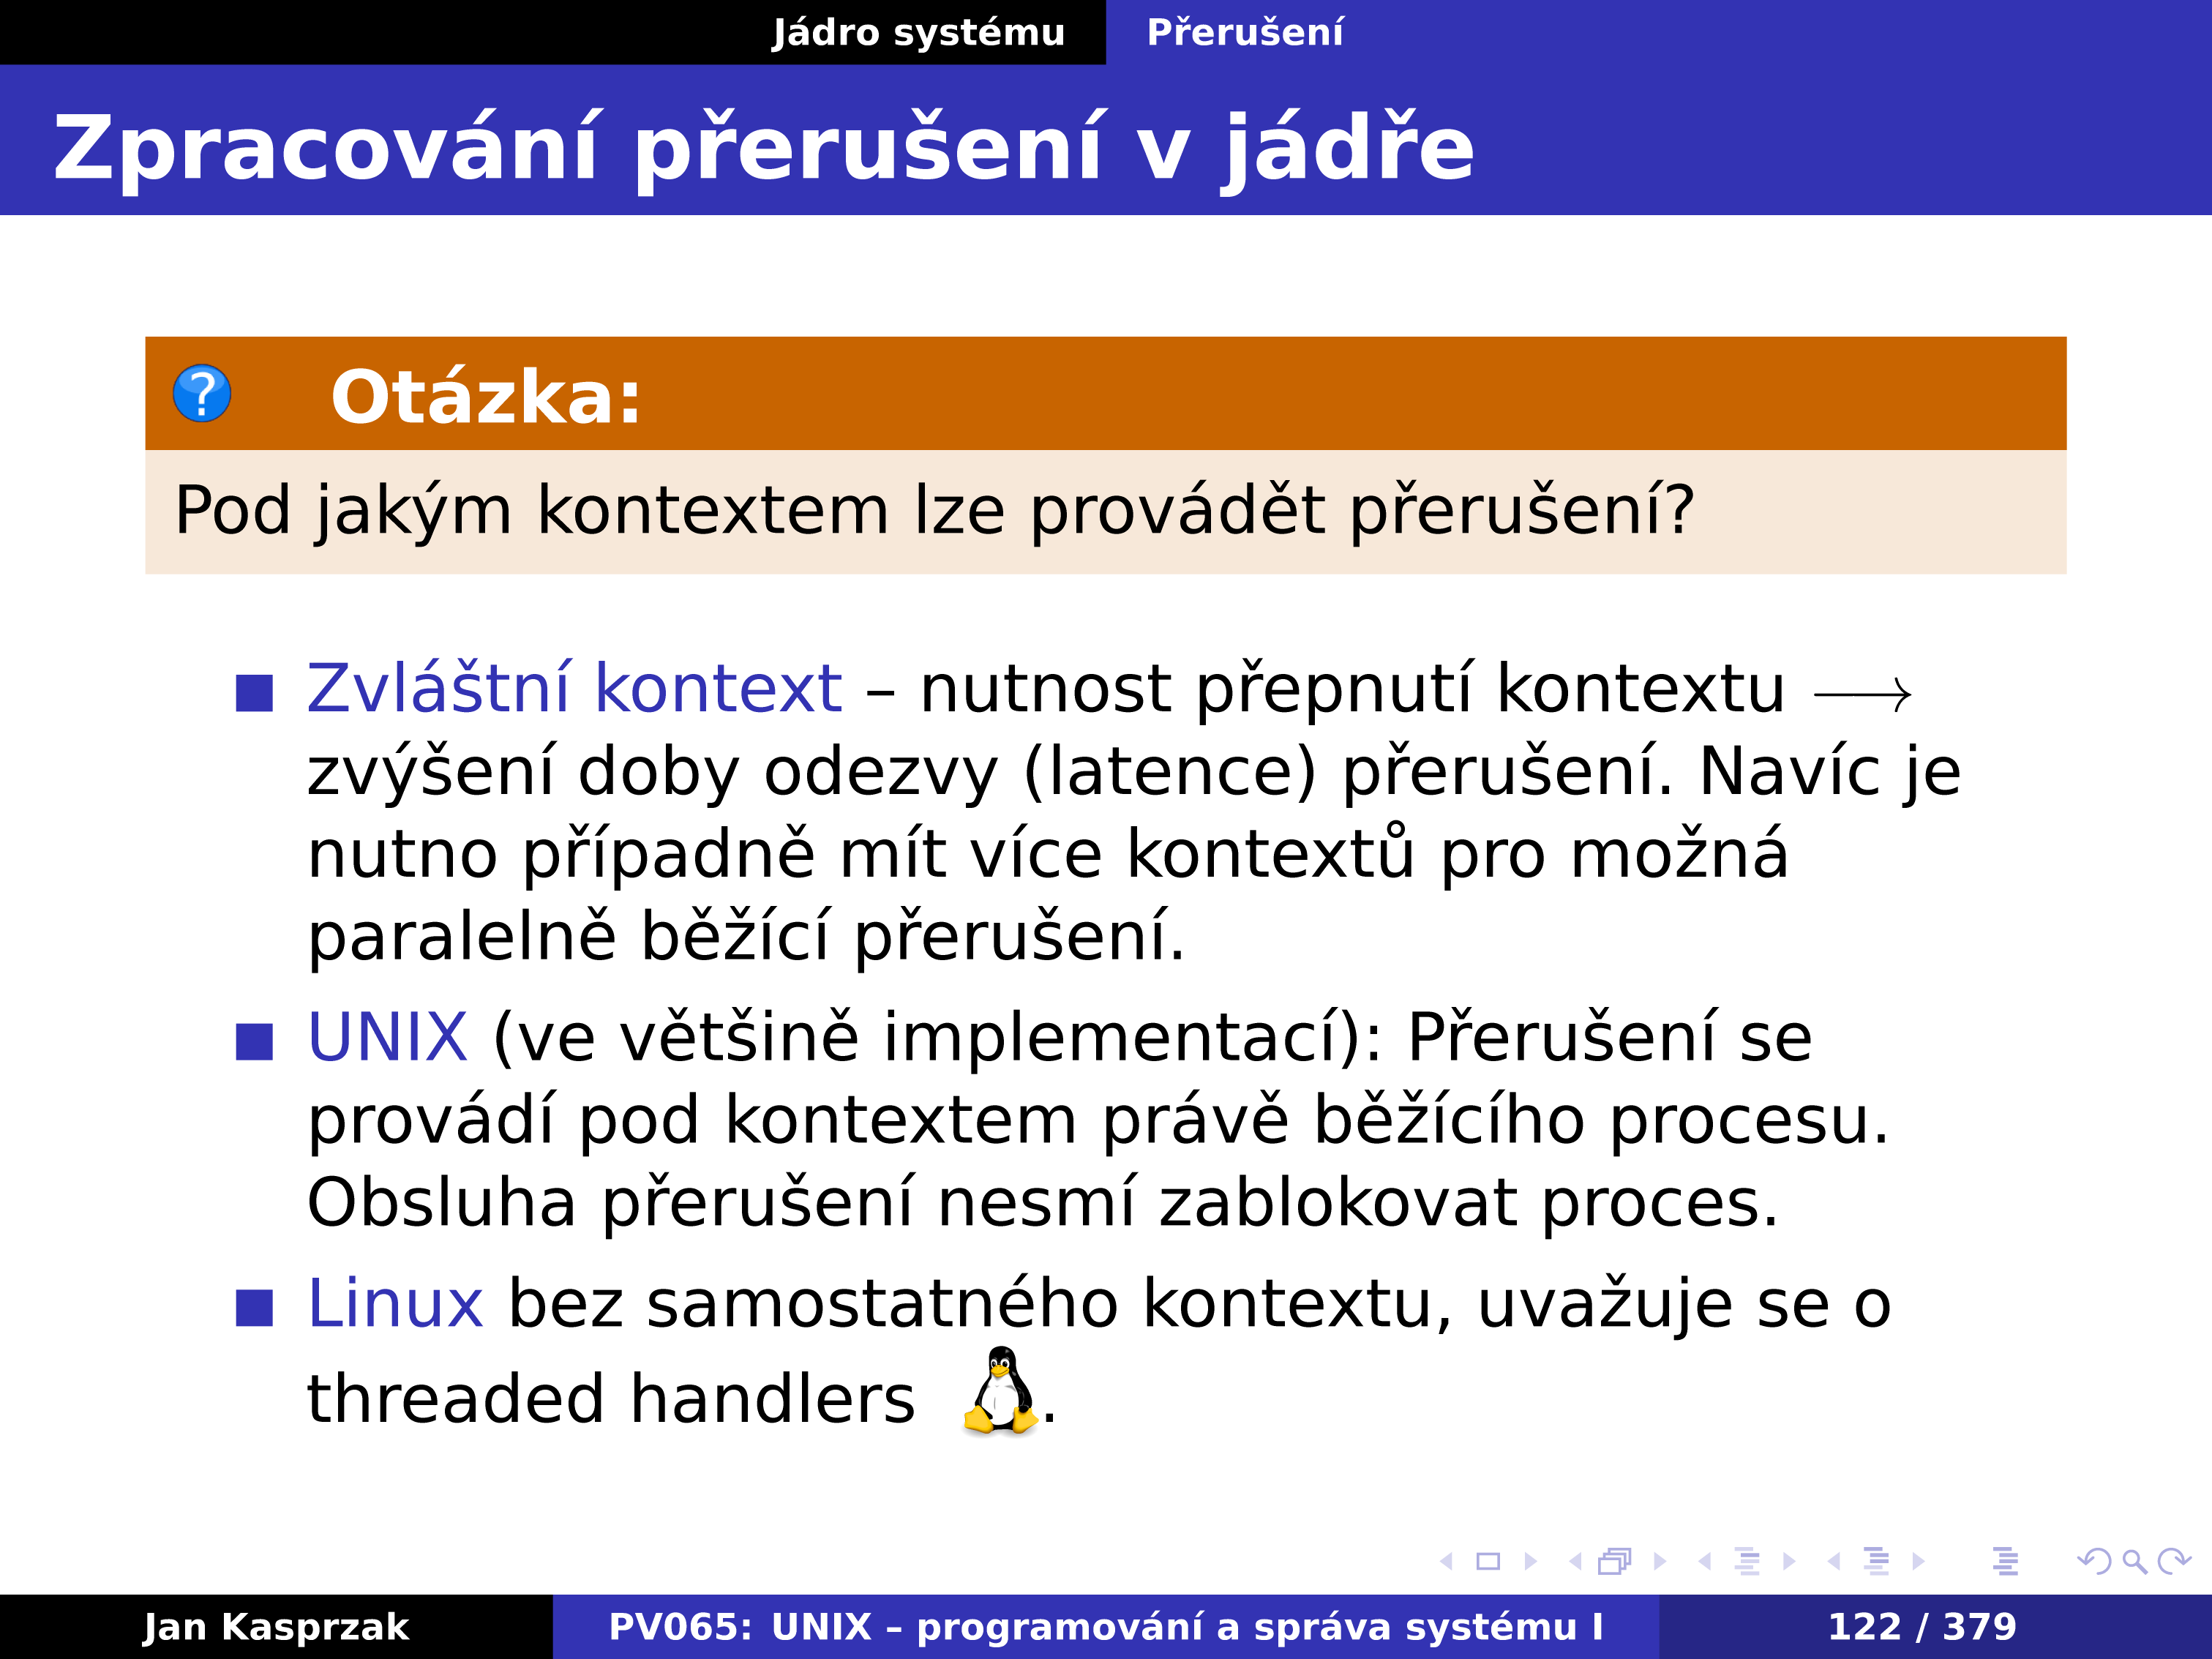 Jádro systému Přerušení
Zpracování přerušení v jádře
? Otázka:
Pod jakým kontextem lze provádět přerušení?
Zvláštní kontext – nutnost přepnutí kontextu ⟶
zvýšení doby odezvy (latence) přerušení. Navíc je
nutno případně mít více kontextů pro možná
paralelně běžící přerušení.
UNIX (ve většině implementací): Přerušení se
provádí pod kontextem právě běžícího procesu.
Obsluha přerušení nesmí zablokovat proces.
Linux bez samostatného kontextu, uvažuje se o
threaded handlers .
Jan Kasprzak PV065: UNIX – programování a správa systému I 122 / 379